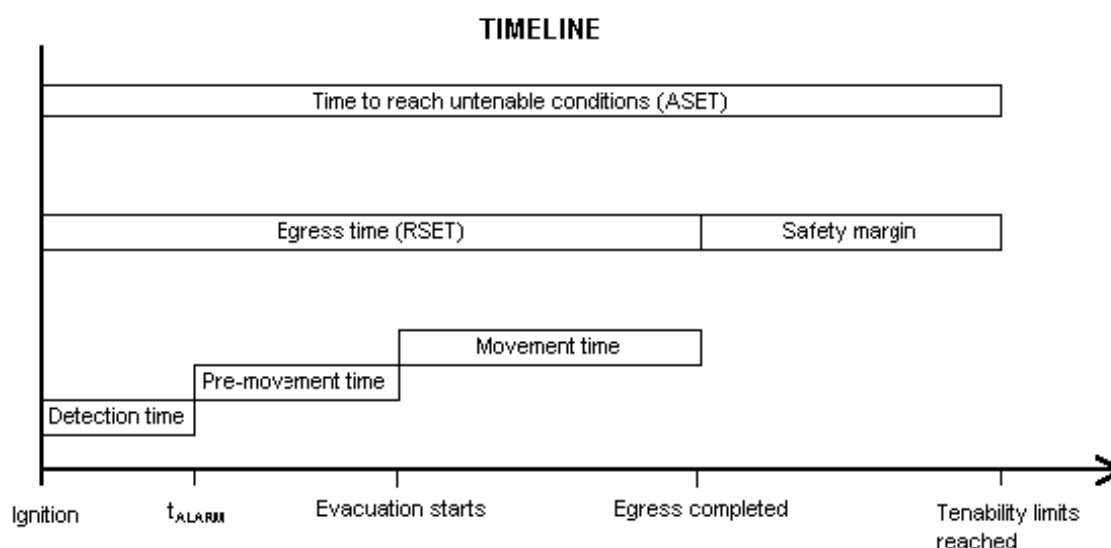 TIMELINE
Time to reach untenable conditions (ASET)
Egress time (RSET)
Safety margin
Movement time
Pre-movement time
Detection time
Ignition
tALARM
Evacuation starts
Egress completed
Tenability limits
reached